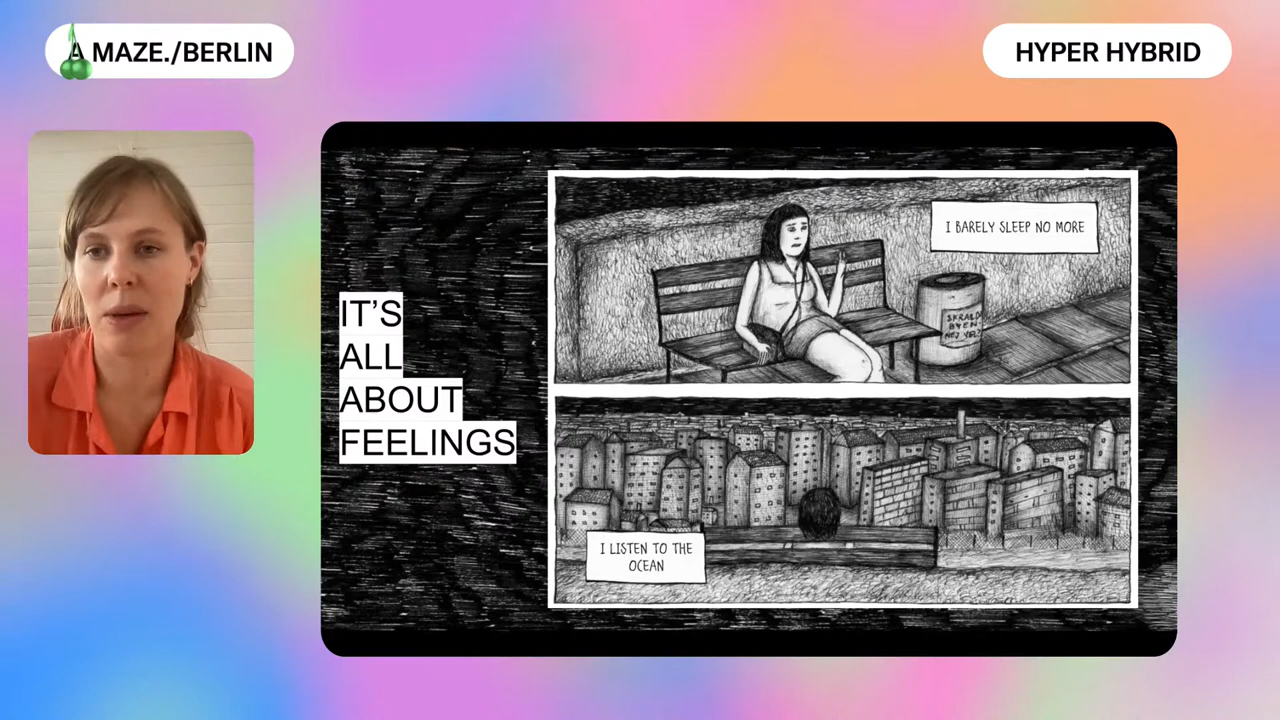 A MAZE./BERLIN
HYPER HYBRID
IT'S
ALL
ABOUT
FEELINGS
I BARELY SLEEP NO MORE
I LISTEN TO THE
OCEAN